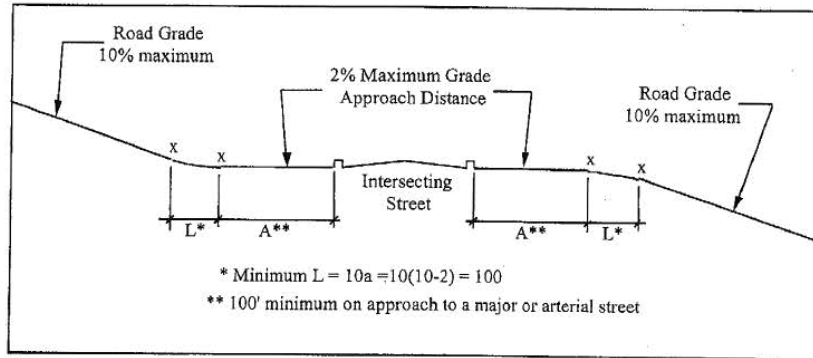 Road Grade
10% maximum
2% Maximum Grade
Approach Distance
Road Grade
10% maximum
x
x
x
x
Intersecting
Street
L*
A**
A**
L*
* Minimum L = 10a =10(10-2) = 100
** 100' minimum on approach to a major or arterial street